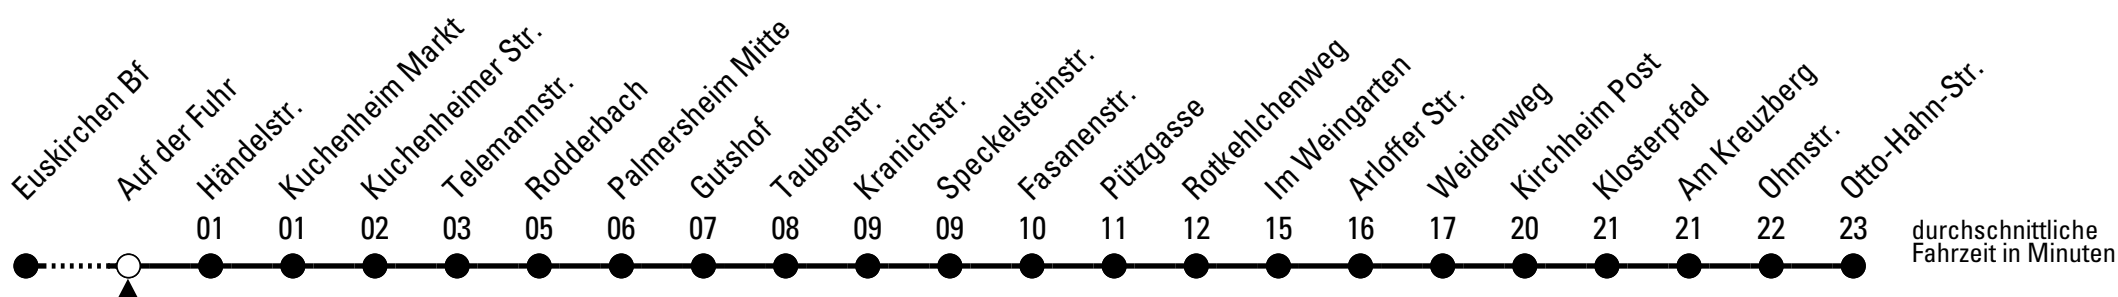 Euskirchen Bf
Auf der Fuhr
Händelstr.
Kuchenheim Markt
Kuchenheimer Str.
Telemannstr.
Rodderbach
Palmersheim Mitte
Gutshof
Taubenstr.
Kranichstr.
Speckelsteinstr.
Fasanenstr.
Pützgasse
Rotkehlchenweg
Im Weingarten
Arloffer Str.
Weidenweg
Kirchheim Post
Klosterpfad
Am Kreuzberg
Ohmstr.
Otto-Hahn-Str.
01 01 02 03 05 06 07 08 09 09 10 11 12 15 16 17 20 21 21 22 23
durchschnittliche
Fahrzeit in Minuten